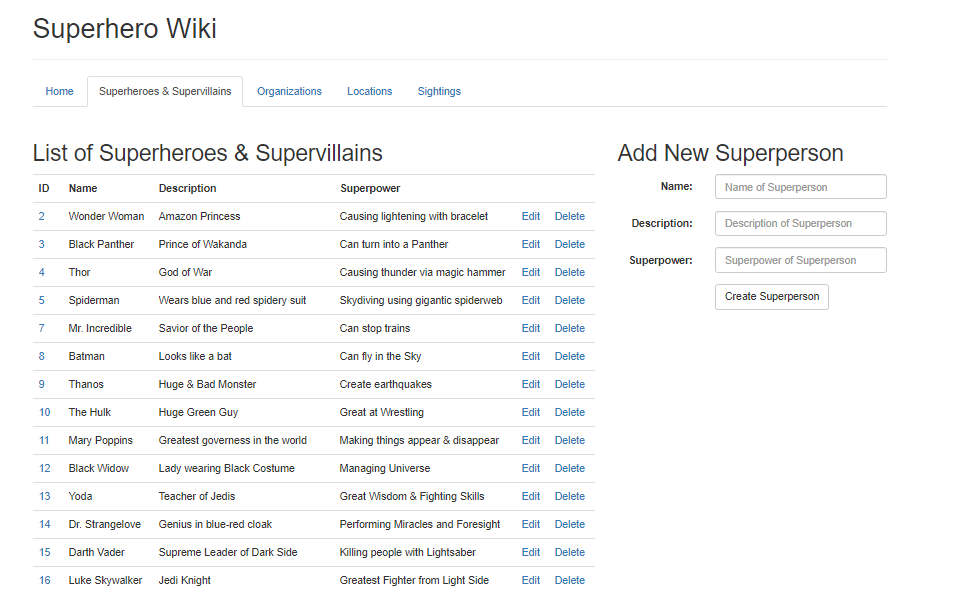 Superhero Wiki
Home Superheroes & Supervillains Organizations Locations Sightings
List of Superheroes & Supervillains
ID Name Description Superpower
2 Wonder Woman Amazon Princess Causing lightening with bracelet Edit Delete
3 Black Panther Prince of Wakanda Can turn into a Panther Edit Delete
4 Thor God of War Causing thunder via magic hammer Edit Delete
5 Spiderman Wears blue and red spidery suit Skydiving using gigantic spiderweb Edit Delete
7 Mr. Incredible Savior of the People Can stop trains Edit Delete
8 Batman Looks like a bat Can fly in the Sky Edit Delete
9 Thanos Huge & Bad Monster Create earthquakes Edit Delete
10 The Hulk Huge Green Guy Great at Wrestling Edit Delete
11 Mary Poppins Greatest governess in the world Making things appear & disappear Edit Delete
12 Black Widow Lady wearing Black Costume Managing Universe Edit Delete
13 Yoda Teacher of Jedis Great Wisdom & Fighting Skills Edit Delete
14 Dr. Strangelove Genius in blue-red cloak Performing Miracles and Foresight Edit Delete
15 Darth Vader Supreme Leader of Dark Side Killing people with Lightsaber Edit Delete
16 Luke Skywalker Jedi Knight Greatest Fighter from Light Side Edit Delete
Add New Superperson
Name: Name of Superperson
Description: Description of Superperson
Superpower: Superpower of Superperson
Create Superperson